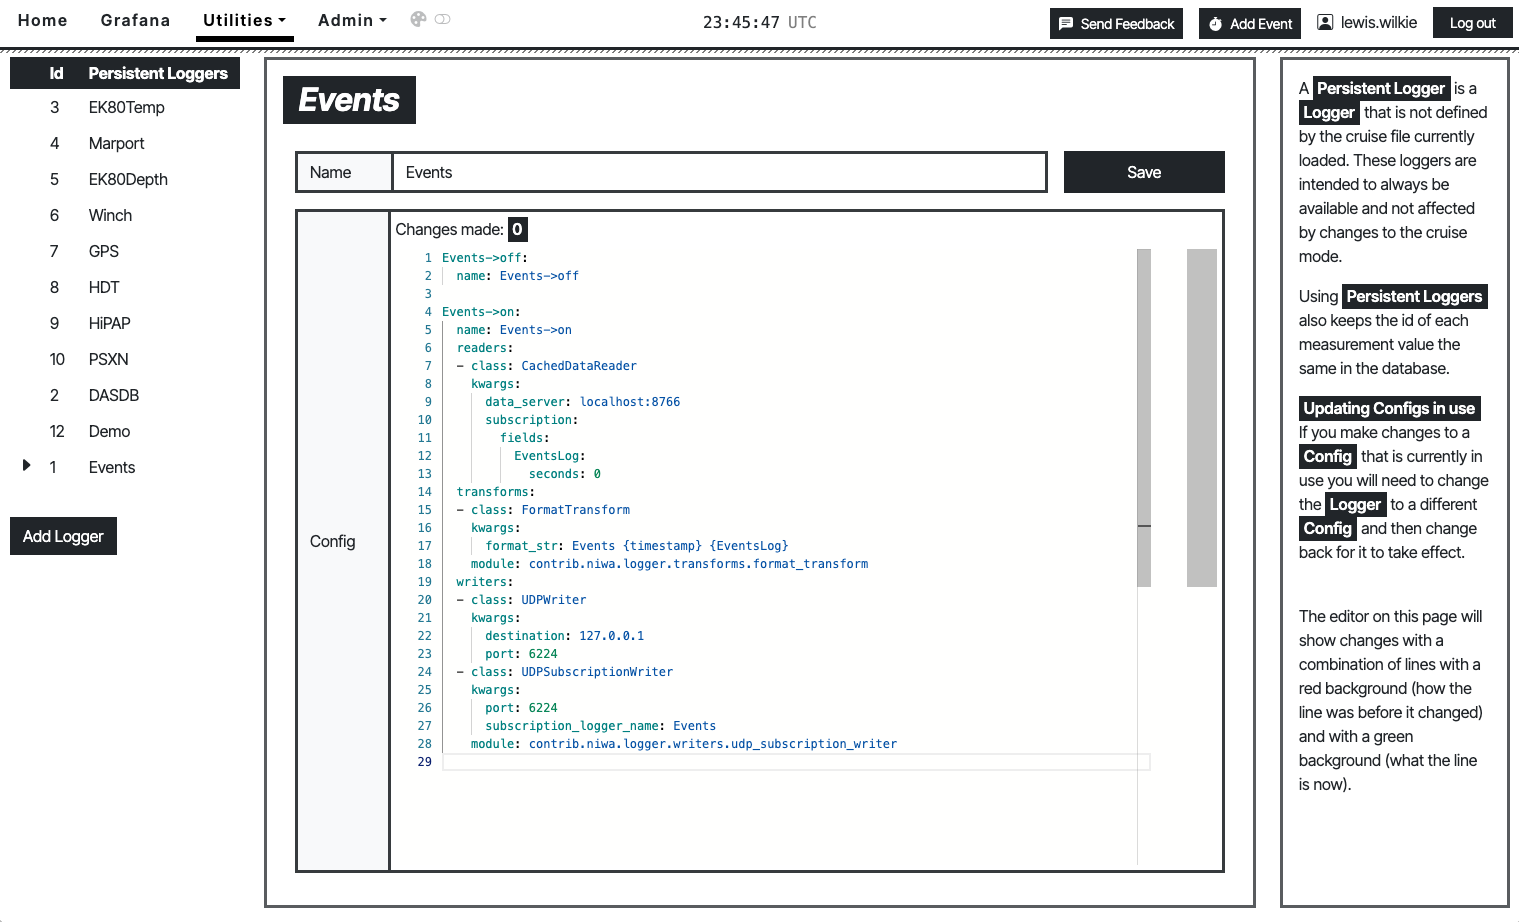 Home Grafana Utilities Admin 23:45:47 UTC Send Feedback Add Event lewis.wilkie Log out
Id Persistent Loggers
3 EK80Temp
4 Marport
5 EK80Depth
6 Winch
7 GPS
8 HDT
9 HiPAP
10 PSXN
2 DASDB
12 Demo
1 Events
Add Logger
Events
Name Events Save
Config
Changes made: 0
1 Events->off:
2 name: Events->off
3
4 Events->on:
5 name: Events->on
6 readers:
7 - class: CachedDataReader
8 kwargs:
9 data_server: localhost:8766
10 subscription:
11 fields:
12 EventsLog:
13 seconds: 0
14 transforms:
15 - class: FormatTransform
16 kwargs:
17 format_str: Events {timestamp} {EventsLog}
18 module: contrib.niwa.logger.transforms.format_transform
19 writers:
20 - class: UDPWriter
21 kwargs:
22 destination: 127.0.0.1
23 port: 6224
24 - class: UDPSubscriptionWriter
25 kwargs:
26 port: 6224
27 subscription_logger_name: Events
28 module: contrib.niwa.logger.writers.udp_subscription_writer
29
A Persistent Logger is a
Logger that is not defined
by the cruise file currently
loaded. These loggers are
intended to always be
available and not affected
by changes to the cruise
mode.
Using Persistent Loggers
also keeps the id of each
measurement value the
same in the database.
Updating Configs in use
If you make changes to a
Config that is currently in
use you will need to change
the Logger to a different
Config and then change
back for it to take effect.
The editor on this page will
show changes with a
combination of lines with a
red background (how the
line was before it changed)
and with a green
background (what the line
is now).